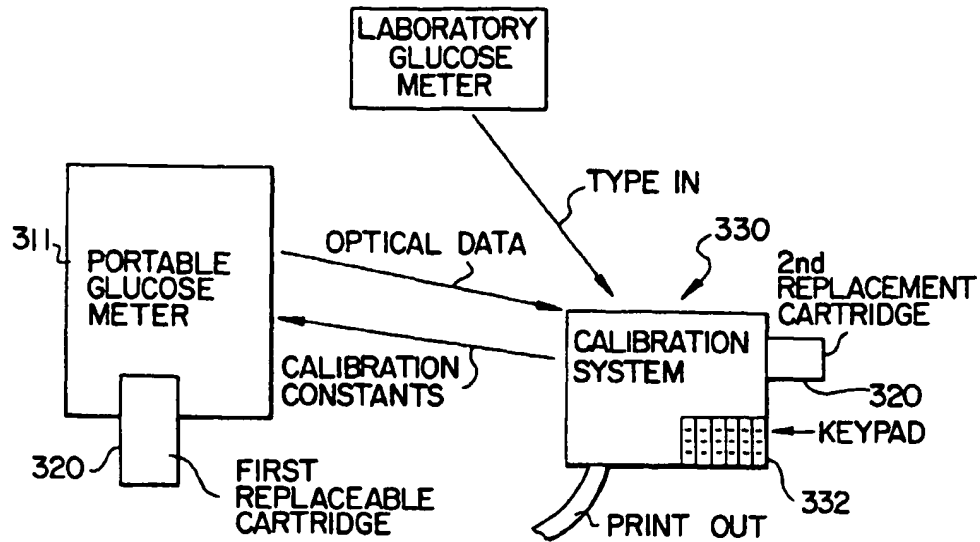 LABORATORY
GLUCOSE
METER
TYPE IN
330
311
PORTABLE
GLUCOSE
METER
OPTICAL DATA
2nd
REPLACEMENT
CARTRIDGE
CALIBRATION
SYSTEM
CALIBRATION
CONSTANTS
320
KEYPAD
320
FIRST
REPLACEABLE
CARTRIDGE
332
PRINT OUT